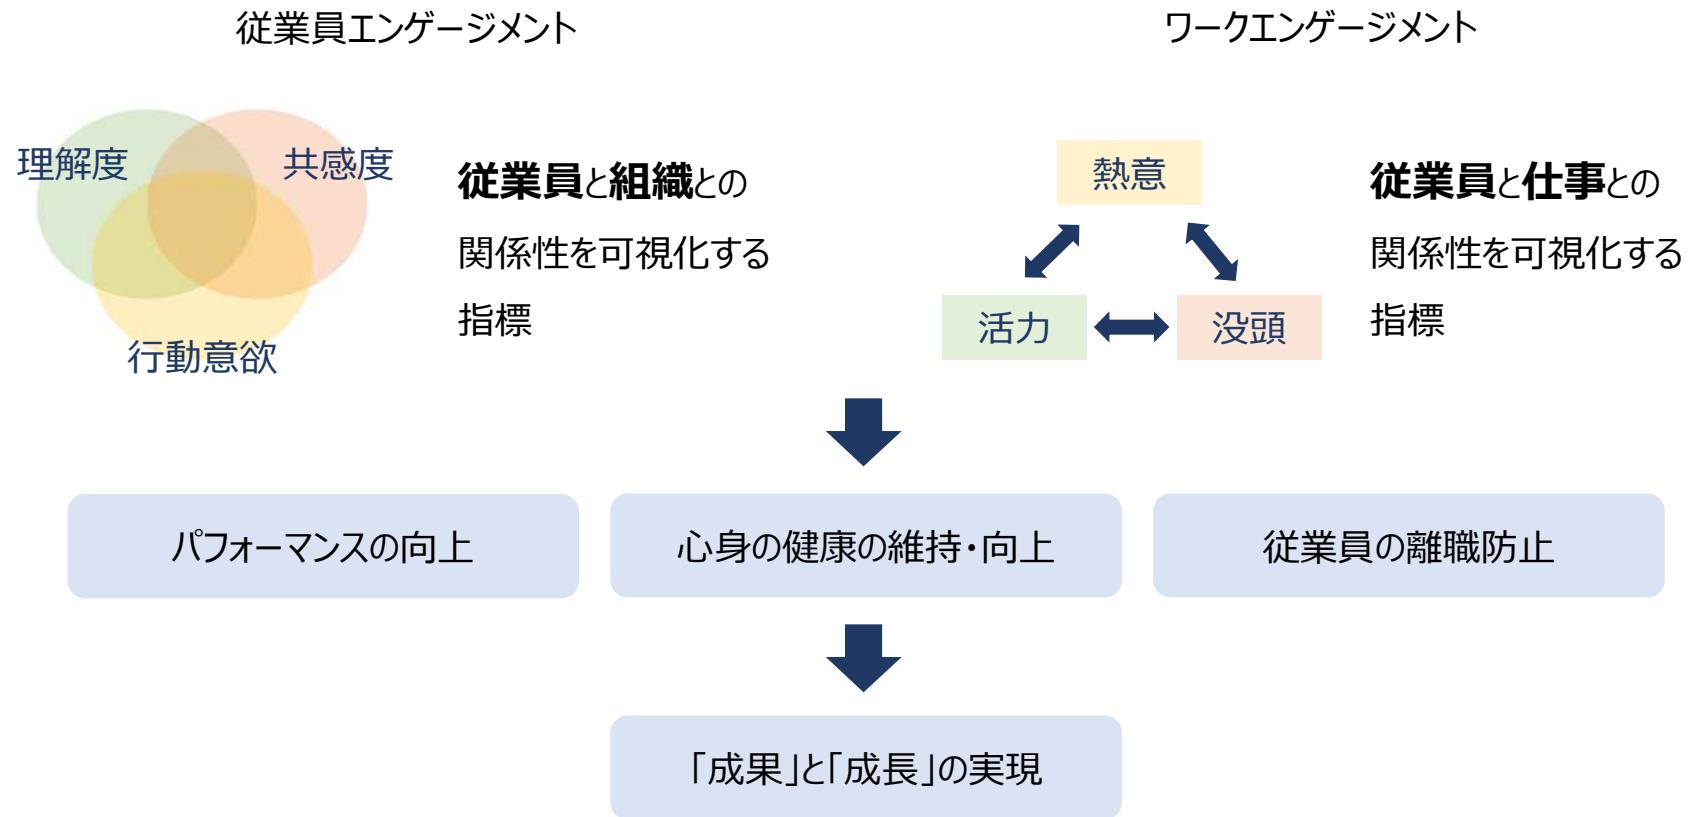 従業員エンゲージメント
ワークエンゲージメント
理解度
共感度
行動意欲
従業員と組織との
関係性を可視化する
指標
熱意
活力
没頭
従業員と仕事との
関係性を可視化する
指標
パフォーマンスの向上
心身の健康の維持・向上
従業員の離職防止
「成果」と「成長」の実現